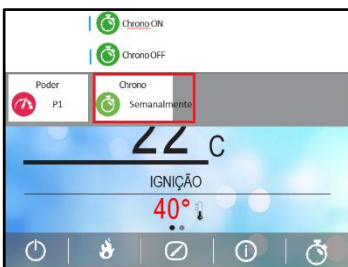 Chrono ON
Chrono OFF
Poder
P1
Chrono
Semanalmente
22 C
IGNIÇÃO
40°